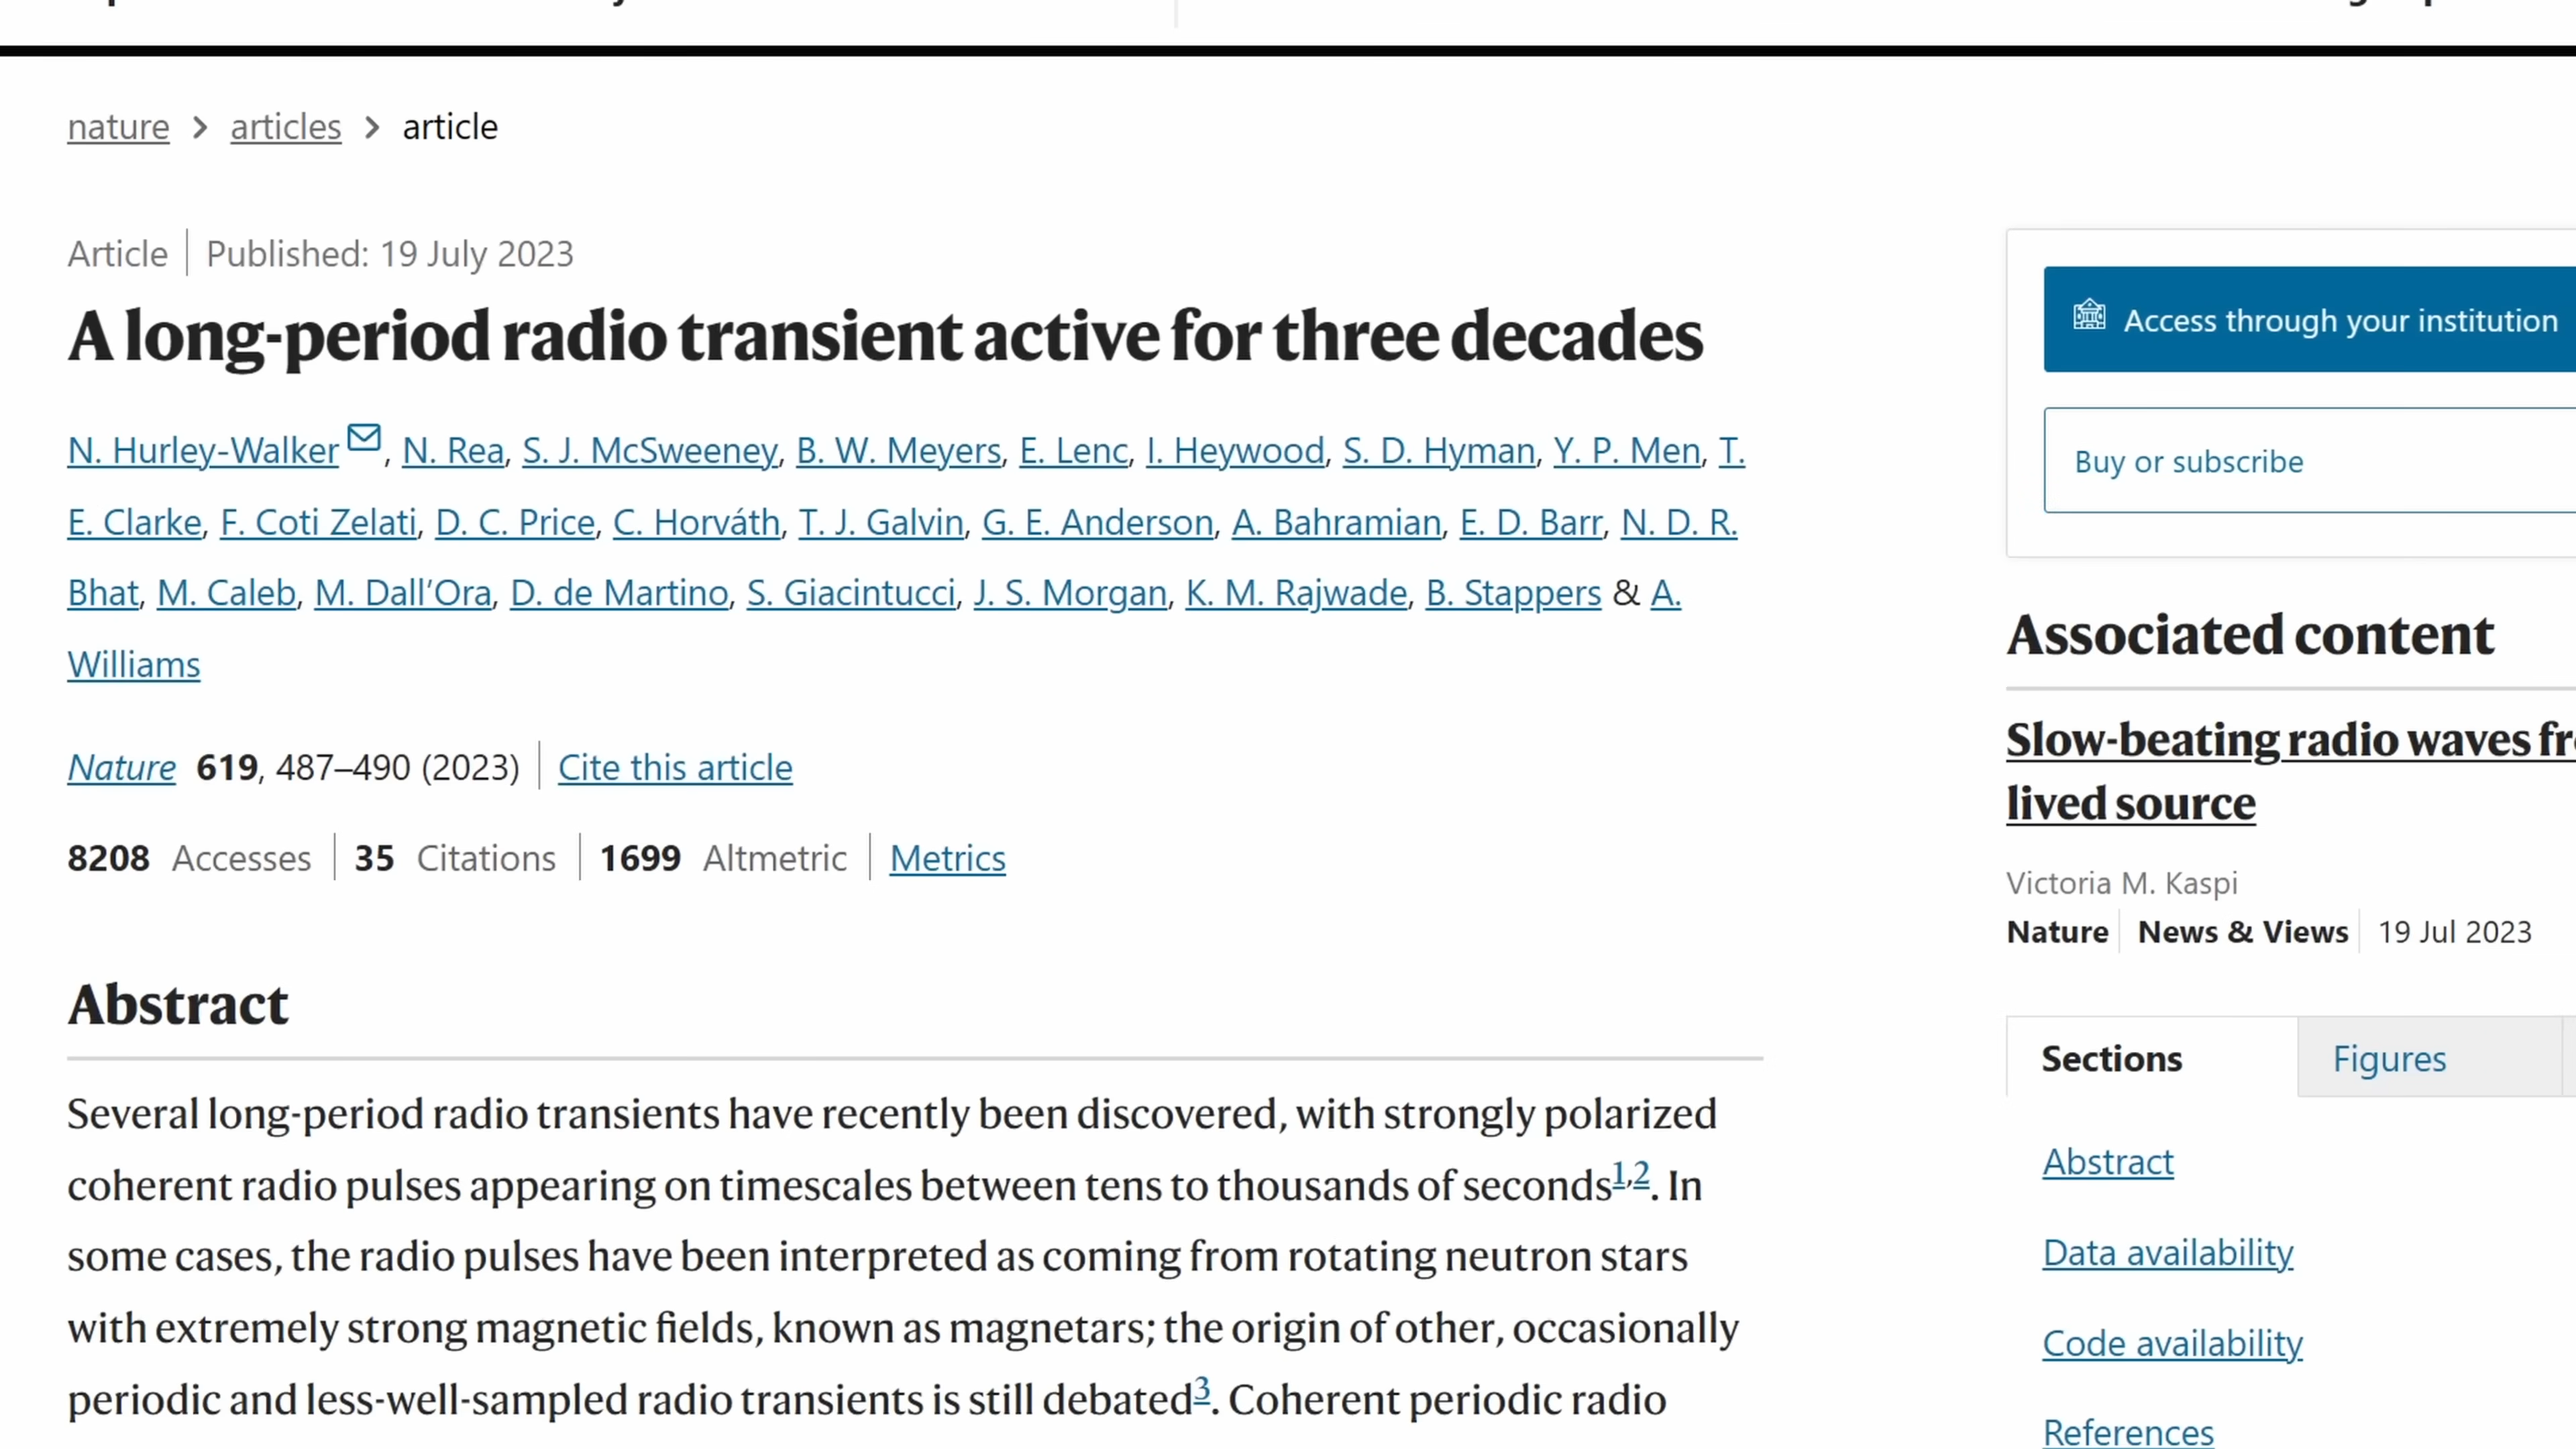 nature > articles > article
Article | Published: 19 July 2023
A long-period radio transient active for three decades
N. Hurley-Walker, N. Rea, S. J. McSweeney, B. W. Meyers, E. Lenc, I. Heywood, S. D. Hyman, Y. P. Men, T.
E. Clarke, F. Coti Zelati, D. C. Price, C. Horváth, T. J. Galvin, G. E. Anderson, A. Bahramian, E. D. Barr, N. D. R.
Bhat, M. Caleb, M. Dall’Ora, D. de Martino, S. Giacintucci, J. S. Morgan, K. M. Rajwade, B. Stappers & A.
Williams
Nature 619, 487–490 (2023) | Cite this article
8208 Accesses | 35 Citations | 1699 Altmetric | Metrics
Abstract
Several long-period radio transients have recently been discovered, with strongly polarized
coherent radio pulses appearing on timescales between tens to thousands of seconds1,2. In
some cases, the radio pulses have been interpreted as coming from rotating neutron stars
with extremely strong magnetic fields, known as magnetars; the origin of other, occasionally
periodic and less-well-sampled radio transients is still debated3. Coherent periodic radio
Access through your institution
Buy or subscribe
Associated content
Slow-beating radio waves
lived source
Victoria M. Kaspi
Nature | News & Views | 19 Jul 2023
Sections
Figures
Abstract
Data availability
Code availability
References